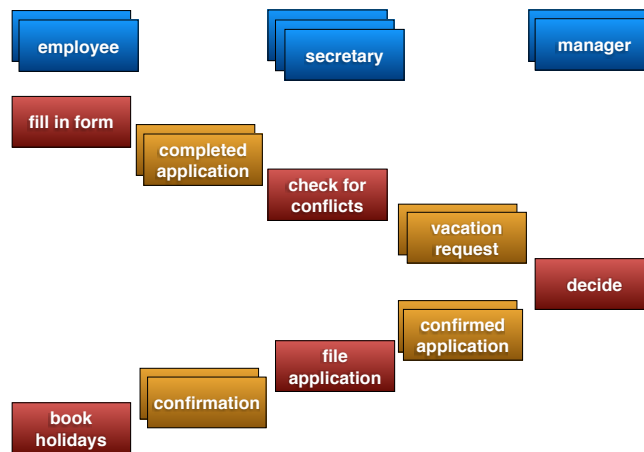 employee
secretary
manager
fill in form
completed
application
check for
conflicts
vacation
request
decide
confirmed
application
file
application
confirmation
book
holidays